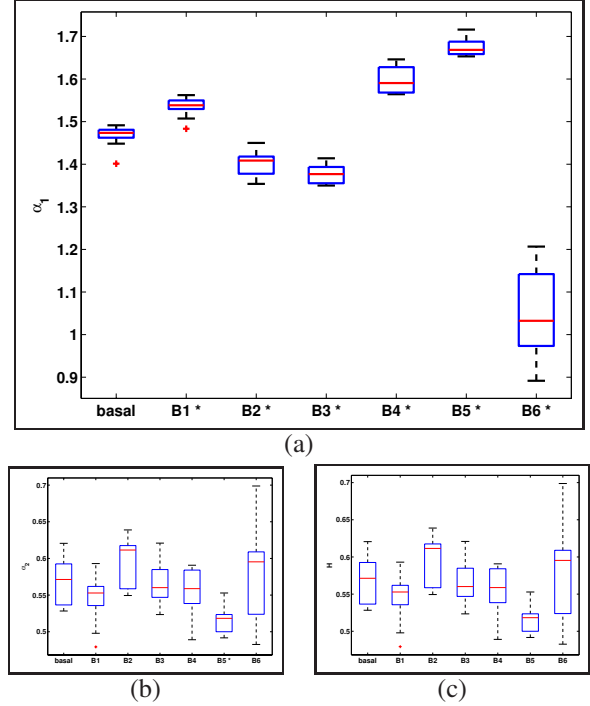 1.7
1.6
1.5
1.4
1.3
1.2
1.1
1
0.9
α1
basal B1 * B2 * B3 * B4 * B5 * B6 *
(a)
0.7
0.65
0.6
0.55
0.5
α2
basal B1 B2 B3 B4 B5 * B6
(b)
0.7
0.65
0.6
0.55
0.5
H
basal B1 B2 B3 B4 B5 B6
(c)